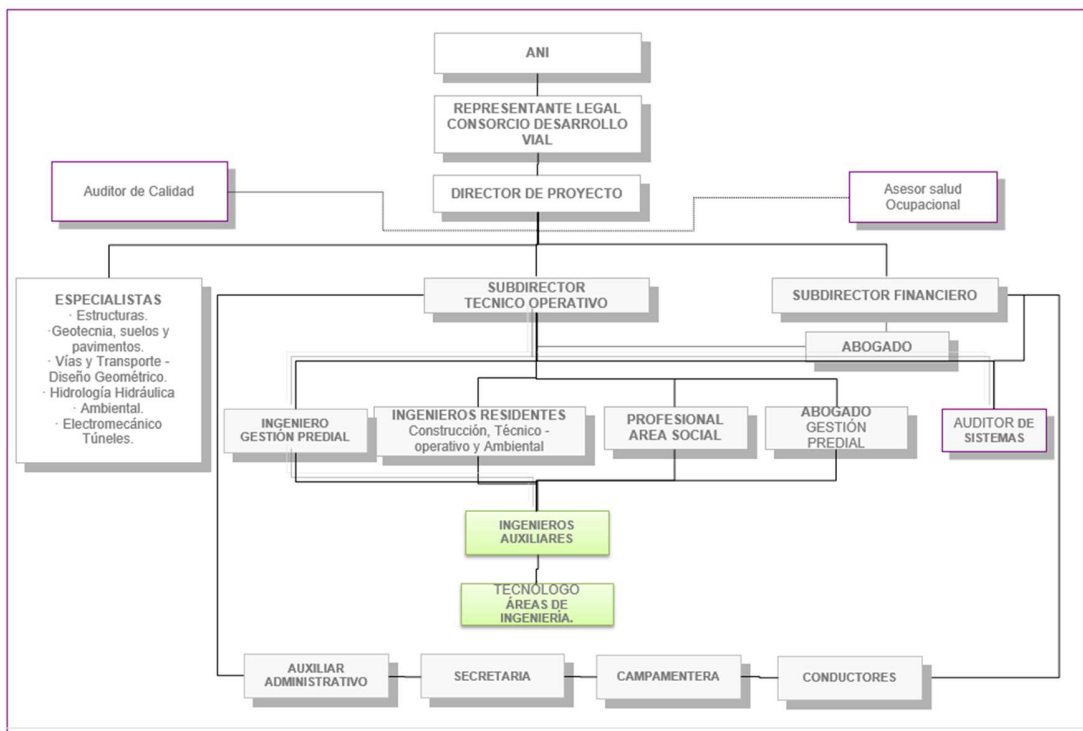 ANI
REPRESENTANTE LEGAL
CONSORCIO DESARROLLO
VIAL
Auditor de Calidad
DIRECTOR DE PROYECTO
Asesor salud
Ocupacional
ESPECIALISTAS
· Estructuras.
·Geotecnia, suelos y
pavimentos.
· Vías y Transporte -
Diseño Geométrico.
· Hidrología Hidráulica
· Ambiental.
· Electromecánico
Túneles.
SUBDIRECTOR
TECNICO OPERATIVO
SUBDIRECTOR FINANCIERO
ABOGADO
INGENIERO
GESTIÓN PREDIAL
INGENIEROS RESIDENTES
Construcción, Técnico -
operativo y Ambiental
PROFESIONAL
AREA SOCIAL
ABOGADO
GESTIÓN
PREDIAL
AUDITOR DE
SISTEMAS
INGENIEROS
AUXILIARES
TECNÓLOGO
ÁREAS DE
INGENIERÍA.
AUXILIAR
ADMINISTRATIVO
SECRETARIA
CAMPAMENTERA
CONDUCTORES